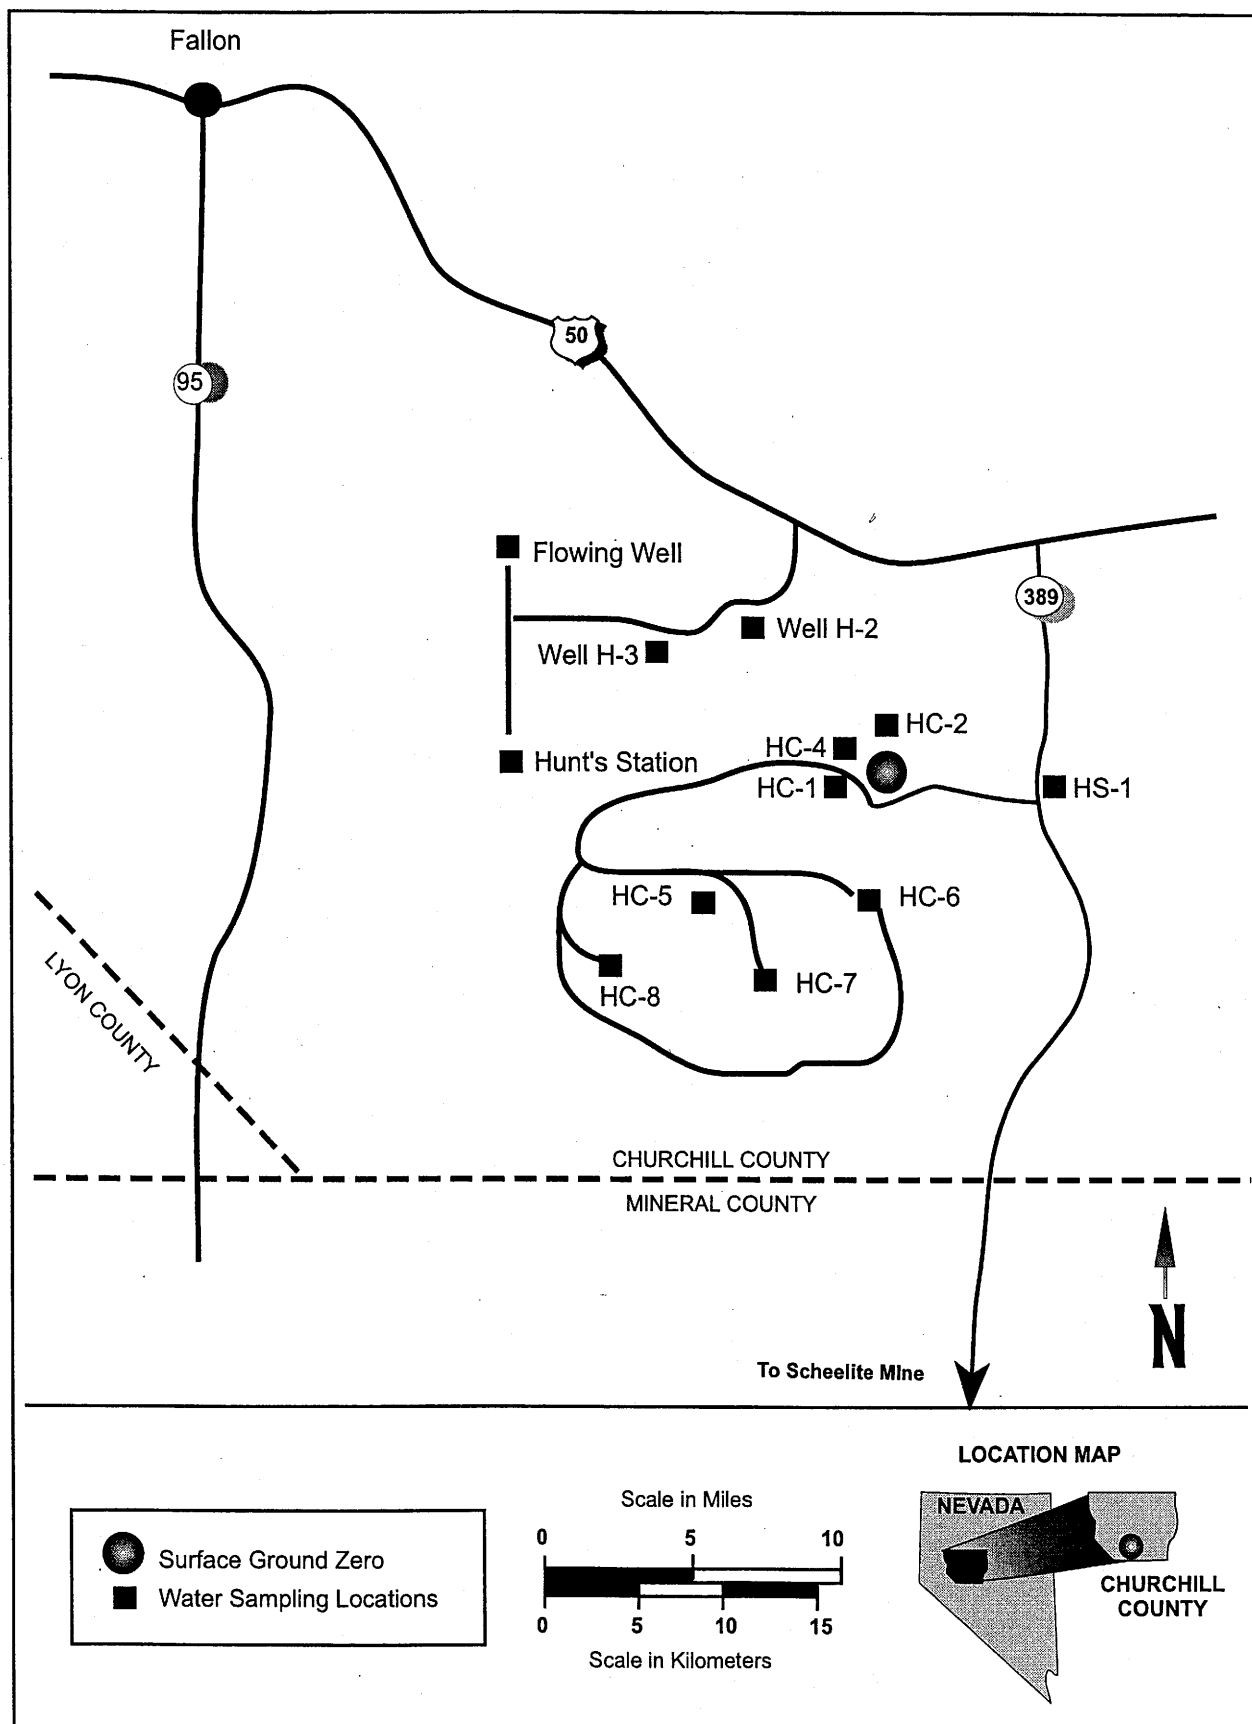 Fallon
50
95
Flowing Well
389
Well H-2
Well H-3
HC-2
HC-4
Hunt's Station
HC-1
HS-1
HC-5
HC-6
LYON COUNTY
HC-7
HC-8
CHURCHILL COUNTY
MINERAL COUNTY
N
To Scheelite Mine
LOCATION MAP
Scale in Miles
NEVADA
0 5 10
Surface Ground Zero
Water Sampling Locations
CHURCHILL
COUNTY
0 5 10 15
Scale in Kilometers